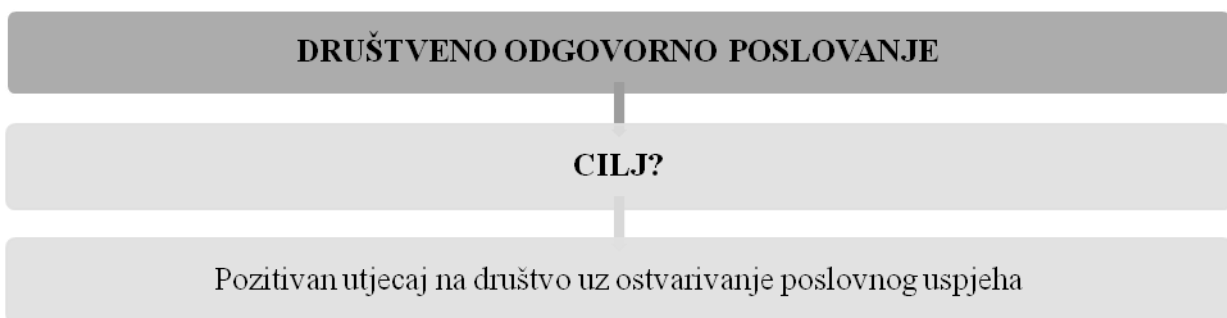 DRUŠTVENO ODGOVORNO POSLOVANJE
CILJ?
Pozitivan utjecaj na društvo uz ostvarivanje poslovnog uspjeha